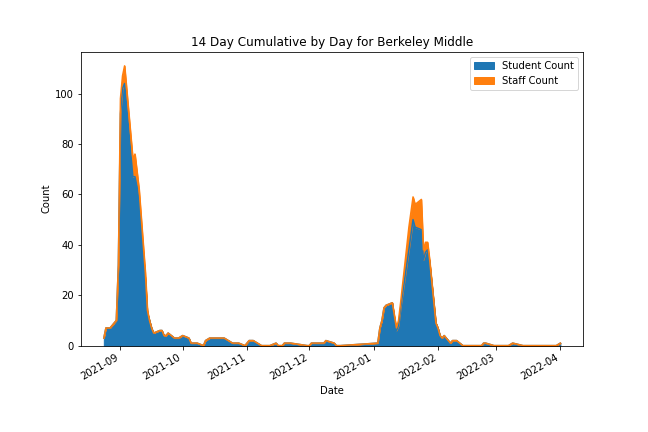 14 Day Cumulative by Day for Berkeley Middle
Student Count
Staff Count
Count
100
80
60
40
20
0
2021-09
2021-10
2021-11
2021-12
2022-01
2022-02
2022-03
2022-04
Date